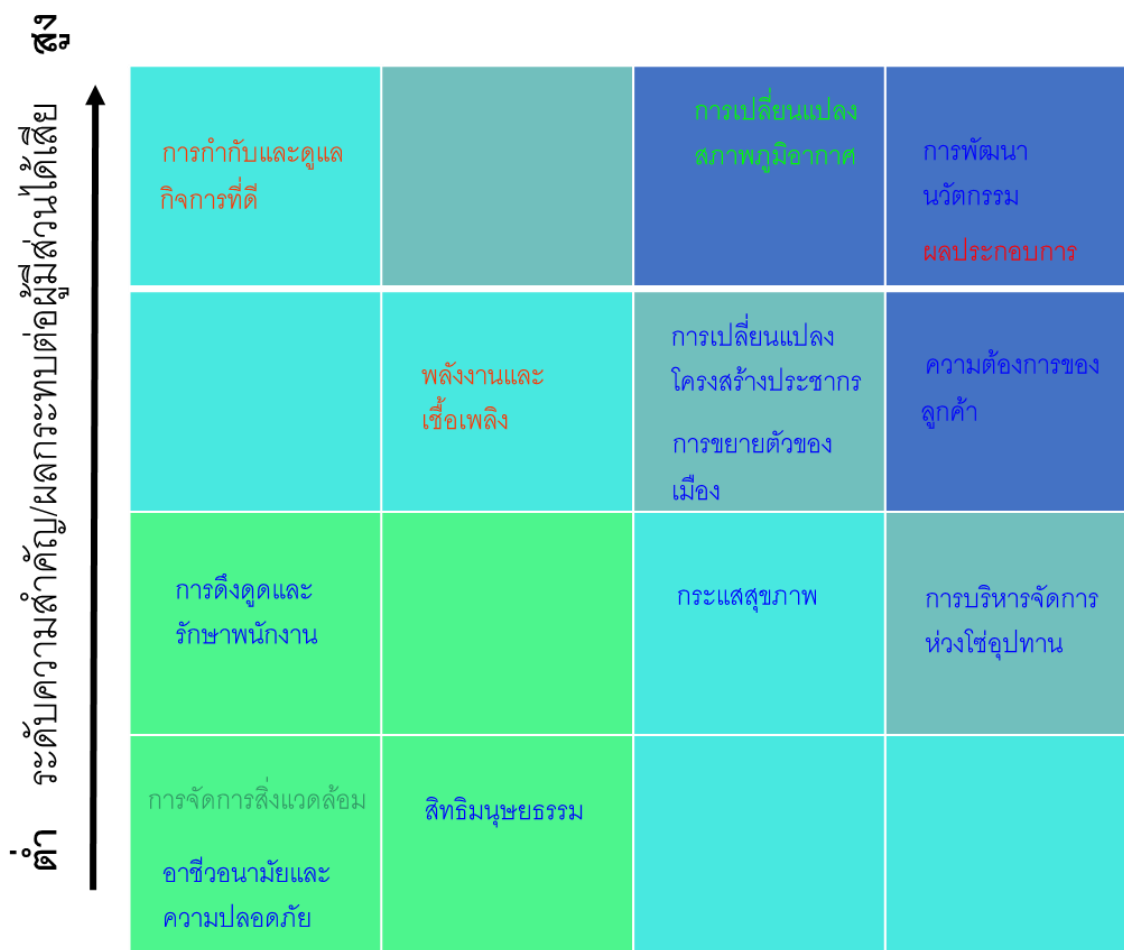 สูง
ระดับความสำคัญ/ผลกระทบต่อผู้มีส่วนได้เสีย
ต่ำ
การกำกับและดูแล
กิจการที่ดี
การเปลี่ยนแปลง
สภาพภูมิอากาศ
การพัฒนา
นวัตกรรม
ผลประกอบการ
พลังงานและ
เชื้อเพลิง
การเปลี่ยนแปลง
โครงสร้างประชากร
การขยายตัวของ
เมือง
ความต้องการของ
ลูกค้า
การดึงดูดและ
รักษาพนักงาน
กระแสสุขภาพ
การบริหารจัดการ
ห่วงโซ่อุปทาน
การจัดการสิ่งแวดล้อม
อาชีวอนามัยและ
ความปลอดภัย
สิทธิมนุษยธรรม